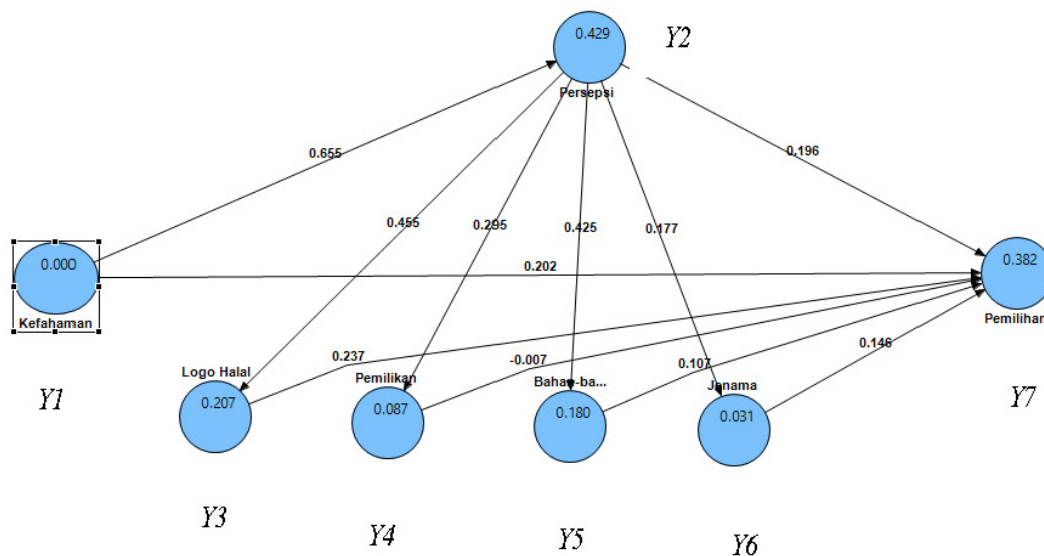 0.429
Y2
Persepsi
0.655
0.196
0.455
0.295
0.425
0.177
0.000
0.202
0.382
Kefahaman
Pemilihan
0.237
-0.007
0.107
0.146
Logo Halal
Pemilikan
Bahan-ba...
Jenama
Y1
Y7
0.207
0.087
0.180
0.031
Y3
Y4
Y5
Y6